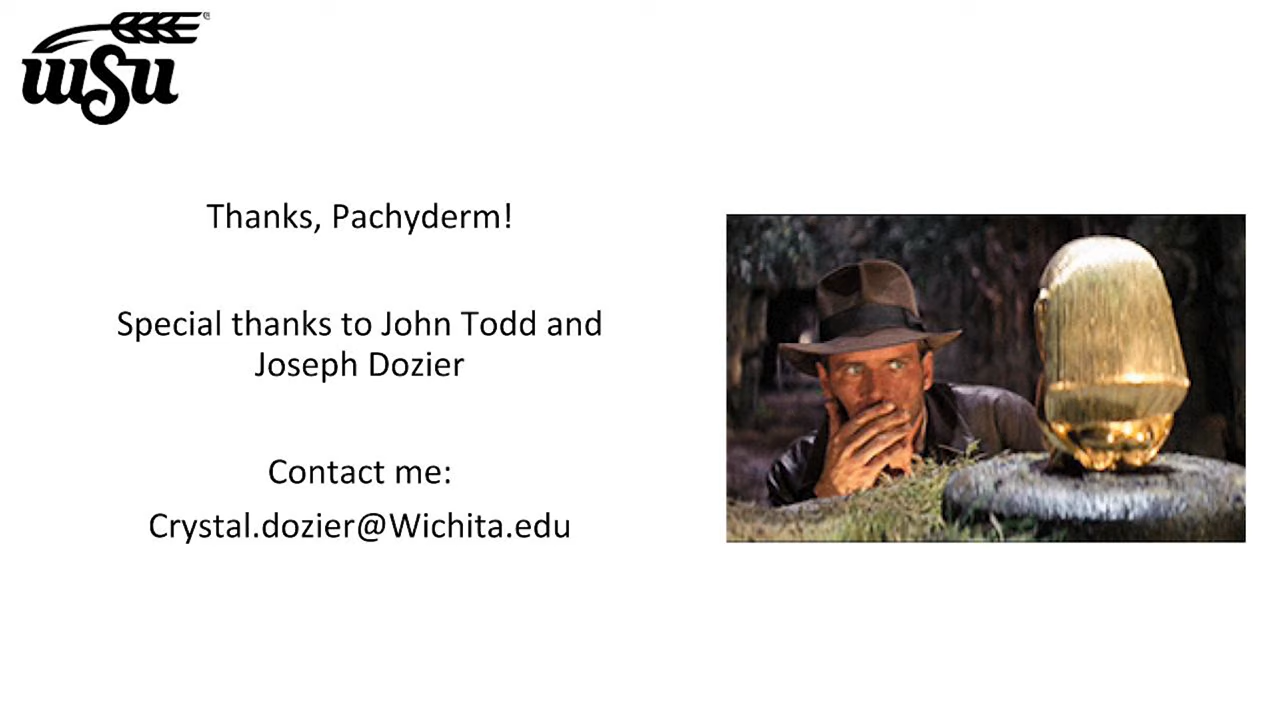 wsu
Thanks, Pachyderm!
Special thanks to John Todd and
Joseph Dozier
Contact me:
Crystal.dozier@Wichita.edu